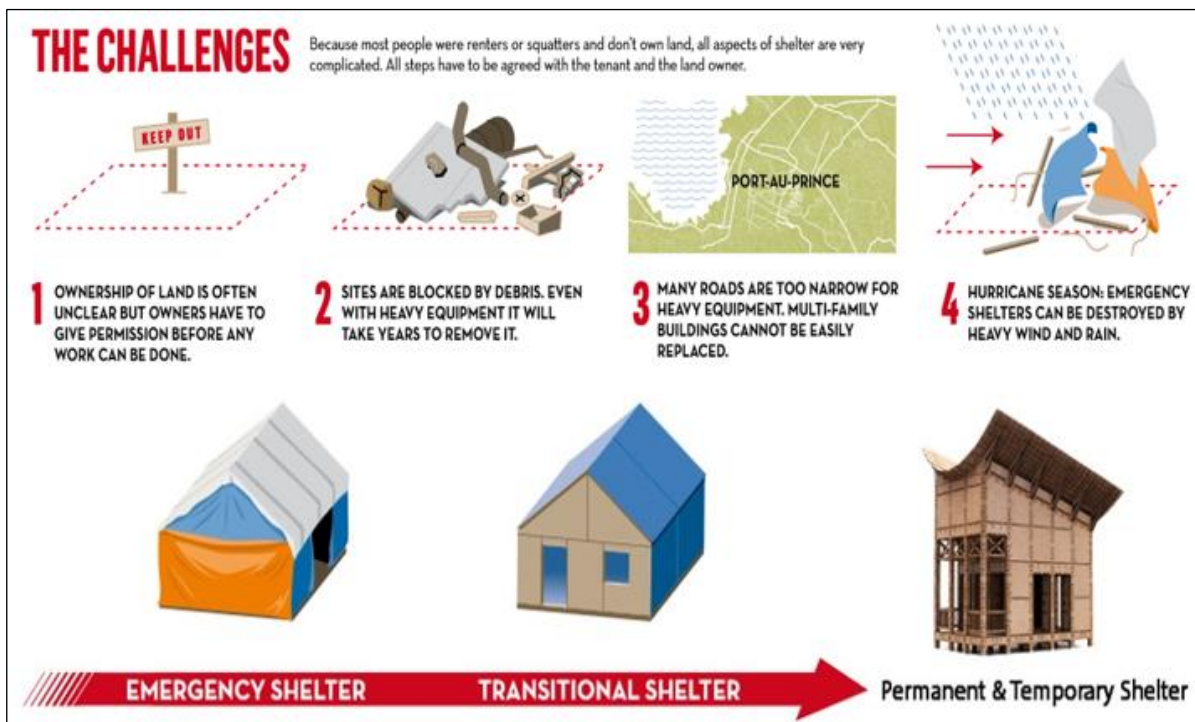 THE CHALLENGES
Because most people were renters or squatters and don't own land, all aspects of shelter are very
complicated. All steps have to be agreed with the tenant and the land owner.
KEEP OUT
PORT-AU-PRINCE
1 OWNERSHIP OF LAND IS OFTEN
UNCLEAR BUT OWNERS HAVE TO
GIVE PERMISSION BEFORE ANY
WORK CAN BE DONE.
2 SITES ARE BLOCKED BY DEBRIS. EVEN
WITH HEAVY EQUIPMENT IT WILL
TAKE YEARS TO REMOVE IT.
3 MANY ROADS ARE TOO NARROW FOR
HEAVY EQUIPMENT. MULTI-FAMILY
BUILDINGS CANNOT BE EASILY
REPLACED.
4 HURRICANE SEASON: EMERGENCY
SHELTERS CAN BE DESTROYED BY
HEAVY WIND AND RAIN.
EMERGENCY SHELTER
TRANSITIONAL SHELTER
Permanent & Temporary Shelter